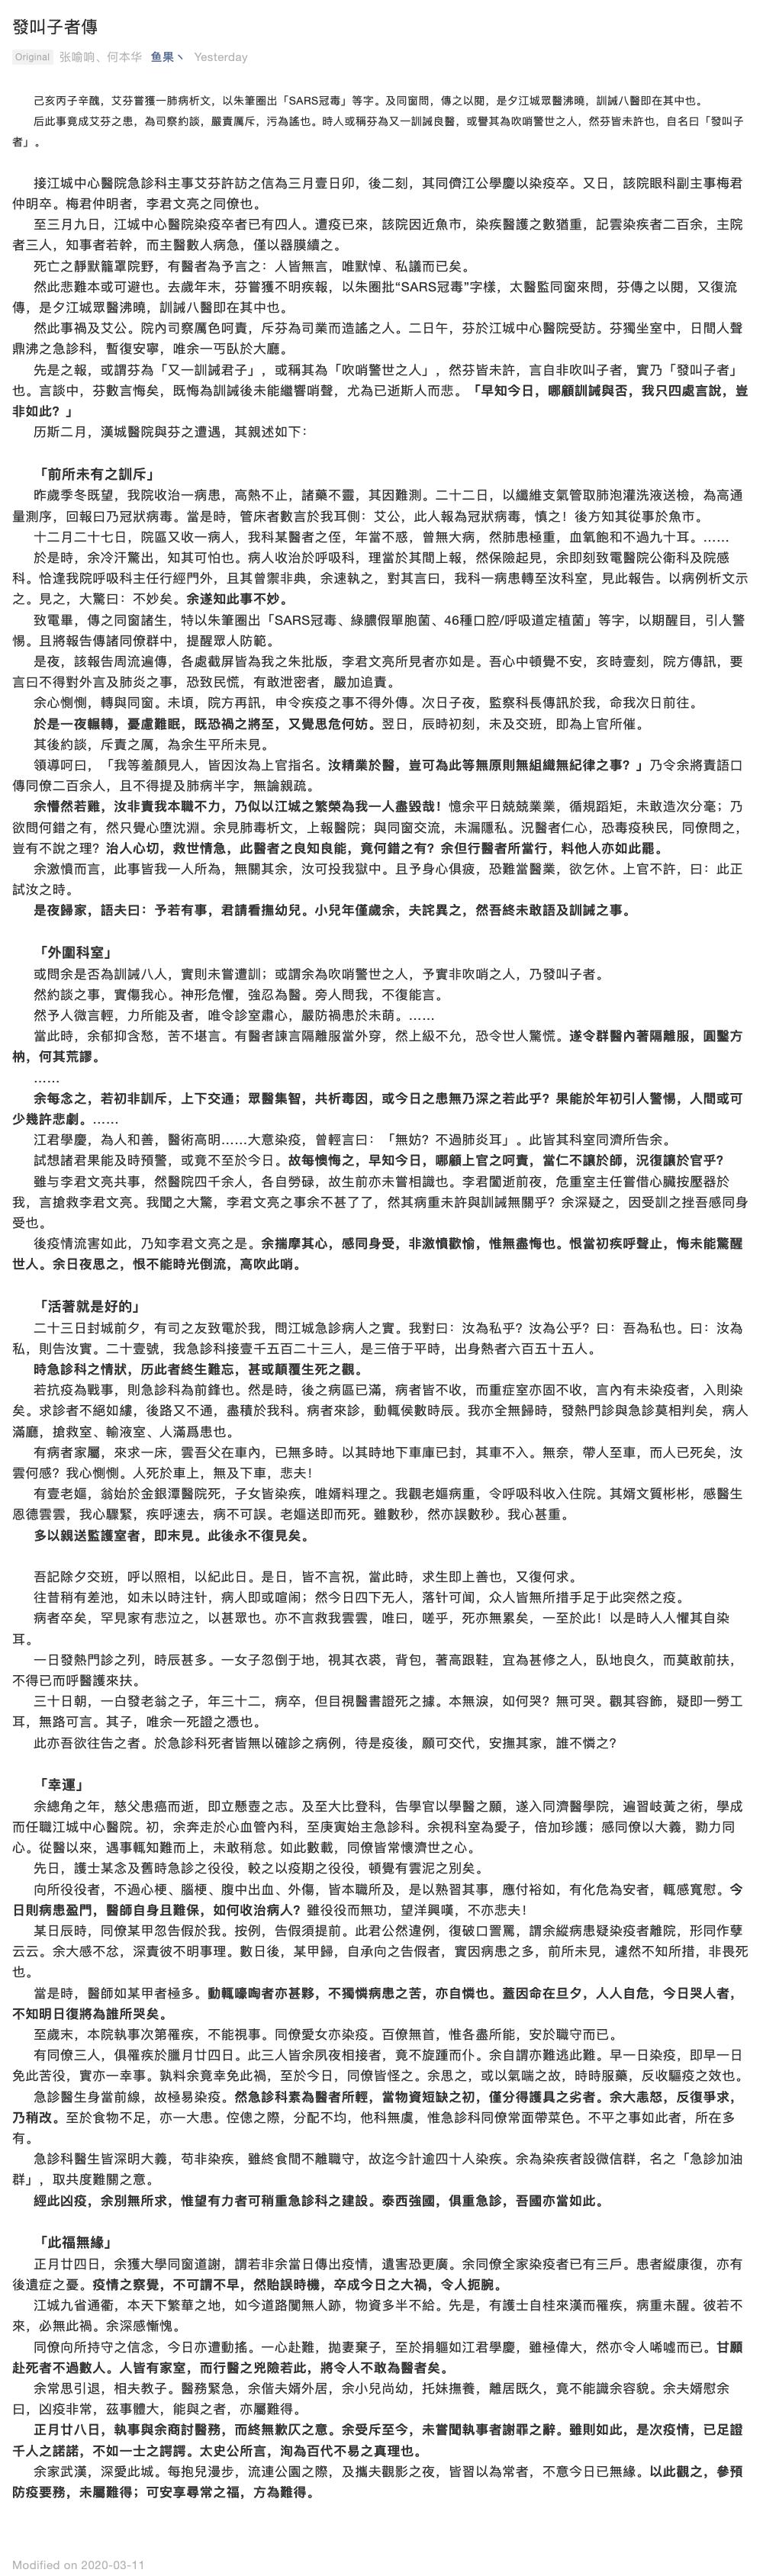 發叫子者傳
Original 张喻响、何本华 鱼果丶 Yesterday
己亥丙子辛醜，艾芬嘗獲一肺病析文，以朱筆圈出「SARS冠毒」等字。及同窗問，傳之以閱，是夕江城眾醫沸曉，訓誡八醫即在其中也。
后此事竟成艾芬之患，為司察約談，嚴責厲斥，污為謠也。時人或稱芬為又一訓誡良醫，或譽其為吹哨警世之人，然芬皆未許也，自名曰「發叫子
者」。
接江城中心醫院急診科主事艾芬許訪之信為三月壹日卯，後二刻，其同儕江公學慶以染疫卒。又日，該院眼科副主事梅君
仲明卒。梅君仲明者，李君文亮之同僚也。
至三月九日，江城中心醫院染疫卒者已有四人。遭疫已來，該院因近魚市，染疾醫護之數猶重，記雲染疾者二百余，主院
者三人，知事者若幹，而主醫數人病急，僅以器膜續之。
死亡之靜默籠罩院野，有醫者為予言之：人皆無言，唯默悼、私議而已矣。
然此悲難本或可避也。去歲年末，芬嘗獲不明疾報，以朱圈批“SARS冠毒”字樣，太醫監同窗來問，芬傳之以閱，又復流
傳，是夕江城眾醫沸曉，訓誡八醫即在其中也。
然此事禍及艾公。院內司察厲色呵責，斥芬為司業而造謠之人。二日午，芬於江城中心醫院受訪。芬獨坐室中，日間人聲
鼎沸之急診科，暫復安寧，唯余一丐臥於大廳。
先是之報，或謂芬為「又一訓誡君子」，或稱其為「吹哨警世之人」，然芬皆未許，言自非吹叫子者，實乃「發叫子者」
也。言談中，芬數言悔矣，既悔為訓誡後未能繼響哨聲，尤為已逝斯人而悲。「早知今日，哪顧訓誡與否，我只四處言說，豈
非如此？」
历斯二月，漢城醫院與芬之遭遇，其親述如下：
「前所未有之訓斥」
昨歲季冬既望，我院收治一病患，高熱不止，諸藥不靈，其因難測。二十二日，以纖維支氣管取肺泡灌洗液送檢，為高通
量測序，回報曰乃冠狀病毒。當是時，管床者數言於我耳側：艾公，此人報為冠狀病毒，慎之！後方知其從事於魚市。
十二月二十七日，院區又收一病人，我科某醫者之侄，年當不惑，曾無大病，然肺患極重，血氧飽和不過九十耳。……
於是時，余冷汗驚出，知其可怕也。病人收治於呼吸科，理當於其間上報，然保險起見，余即刻致電醫院公衛科及院感
科。恰逢我院呼吸科主任行經門外，且其曾禦非典，余速執之，對其言曰，我科一病患轉至汝科室，見此報告。以病例析文示
之。見之，大驚曰：不妙矣。余遂知此事不妙。
致電畢，傳之同窗諸生，特以朱筆圈出「SARS冠毒、綠膿假單胞菌、46種口腔/呼吸道定植菌」等字，以期醒目，引人警
惕。且將報告傳諸同僚群中，提醒眾人防範。
是夜，該報告周流遍傳，各處截屏皆為我之朱批版，李君文亮所見者亦如是。吾心中頓覺不安，亥時壹刻，院方傳訊，要
言曰不得對外言及肺炎之事，恐致民慌，有敢泄密者，嚴加追責。
余心惻惻，轉與同窗。未頃，院方再訊，申令疾疫之事不得外傳。次日子夜，監察科長傳訊於我，命我次日前往。
於是一夜輾轉，憂慮難眠，既恐禍之將至，又覺思危何妨。翌日，辰時初刻，未及交班，即為上官所催。
其後約談，斥責之厲，為余生平所未見。
領導呵曰，「我等羞顏見人，皆因汝為上官指名。汝精業於醫，豈可為此等無原則無組織無紀律之事？」乃令余將責語口
傳同僚二百余人，且不得提及肺病半字，無論親疏。
余懵然若雞，汝非責我本職不力，乃似以江城之繁榮為我一人盡毀哉！憶余平日兢兢業業，循規蹈矩，未敢造次分毫；乃
欲問何錯之有，然只覺心墮沈淵。余見肺毒析文，上報醫院；與同窗交流，未漏隱私。況醫者仁心，恐毒疫秧民，同僚問之，
豈有不說之理？治人心切，救世情急，此醫者之良知良能，竟何錯之有？余但行醫者所當行，料他人亦如此罷。
余激憤而言，此事皆我一人所為，無關其余，汝可投我獄中。且予身心俱疲，恐難當醫業，欲乞休。上官不許，曰：此正
試汝之時。
是夜歸家，語夫曰：予若有事，君請看撫幼兒。小兒年僅歲余，夫詫異之，然吾終未敢語及訓誡之事。
「外圍科室」
或問余是否為訓誡八人，實則未嘗遭訓；或謂余為吹哨警世之人，予實非吹哨之人，乃發叫子者。
然約談之事，實傷我心。神形危懼，強忍為醫。旁人問我，不復能言。
然予人微言輕，力所能及者，唯令診室肅心，嚴防禍患於未萌。……
當此時，余郁抑含愁，苦不堪言。有醫者諫言隔離服當外穿，然上級不允，恐令世人驚慌。遂令群醫內著隔離服，圓鑿方
枘，何其荒謬。
……
余每念之，若初非訓斥，上下交通；眾醫集智，共析毒因，或今日之患無乃深之若此乎？果能於年初引人警惕，人間或可
少幾許悲劇。……
江君學慶，為人和善，醫術高明……大意染疫，曾輕言曰：「無妨？不過肺炎耳」。此皆其科室同濟所告余。
試想諸君果能及時預警，或竟不至於今日。故每懊悔之，早知今日，哪顧上官之呵責，當仁不讓於師，況復讓於官乎？
雖与李君文亮共事，然醫院四千余人，各自勞碌，故生前亦未嘗相識也。李君闔逝前夜，危重室主任嘗借心臟按壓器於
我，言搶救李君文亮。我聞之大驚，李君文亮之事余不甚了了，然其病重未許與訓誡無關乎？余深疑之，因受訓之挫吾感同身
受也。
後疫情流害如此，乃知李君文亮之是。余揣摩其心，感同身受，非激憤歡愉，惟無盡悔也。恨當初疾呼聲止，悔未能驚醒
世人。余日夜思之，恨不能時光倒流，高吹此哨。
「活著就是好的」
二十三日封城前夕，有司之友致電於我，問江城急診病人之實。我對曰：汝為私乎？汝為公乎？曰：吾為私也。曰：汝為
私，則告汝實。二十壹號，我急診科接壹千五百二十三人，是三倍于平時，出身熱者六百五十五人。
時急診科之情狀，历此者終生難忘，甚或顛覆生死之觀。
若抗疫為戰事，則急診科為前鋒也。然是時，後之病區已滿，病者皆不收，而重症室亦固不收，言內有未染疫者，入則染
矣。求診者不絕如縷，後路又不通，盡積於我科。病者來診，動輒侯數時辰。我亦全無歸時，發熱門診與急診莫相判矣，病人
滿廳，搶救室、輸液室、人滿爲患也。
有病者家屬，來求一床，雲吾父在車內，已無多時。以其時地下車庫已封，其車不入。無奈，帶人至車，而人已死矣，汝
雲何感？我心惻惻。人死於車上，無及下車，悲夫！
有壹老嫗，翁始於金銀潭醫院死，子女皆染疾，唯婿料理之。我觀老嫗病重，令呼吸科收入住院。其婿文質彬彬，感醫生
恩德雲雲，我心驟緊，疾呼速去，病不可誤。老嫗送即而死。雖數秒，然亦誤數秒。我心甚重。
多以親送監護室者，即末見。此後永不復見矣。
吾記除夕交班，呼以照相，以紀此日。是日，皆不言祝，當此時，求生即上善也，又復何求。
往昔稍有差池，如未以時注针，病人即或喧闹；然今日四下无人，落针可闻，众人皆無所措手足于此突然之疫。
病者卒矣，罕見家有悲泣之，以甚眾也。亦不言救我雲雲，唯曰，嗟乎，死亦無累矣，一至於此！以是時人人懼其自染
耳。
一日發熱門診之列，時辰甚多。一女子忽倒于地，視其衣裘，背包，著高跟鞋，宜為甚修之人，臥地良久，而莫敢前扶，
不得已而呼醫護來扶。
三十日朝，一白發老翁之子，年三十二，病卒，但目視醫書證死之據。本無淚，如何哭？無可哭。觀其容飾，疑即一勞工
耳，無路可言。其子，唯余一死證之憑也。
此亦吾欲往告之者。於急診科死者皆無以確診之病例，待是疫後，願可交代，安撫其家，誰不憐之？
「幸運」
余總角之年，慈父患癌而逝，即立懸壺之志。及至大比登科，告學官以學醫之願，遂入同濟醫學院，遍習岐黃之術，學成
而任職江城中心醫院。初，余奔走於心血管內科，至庚寅始主急診科。余視科室為愛子，倍加珍護；感同僚以大義，勠力同
心。從醫以來，遇事輒知難而上，未敢稍怠。如此數載，同僚皆常懷濟世之心。
先日，護士某念及舊時急診之役役，較之以疫期之役役，頓覺有雲泥之別矣。
向所役役者，不過心梗、腦梗、腹中出血、外傷，皆本職所及，是以熟習其事，應付裕如，有化危為安者，輒感寬慰。今
日則病患盈門，醫師自身且難保，如何收治病人？雖役役而無功，望洋興嘆，不亦悲夫！
某日辰時，同僚某甲忽告假於我。按例，告假須提前。此君公然違例，復破口詈罵，謂余縱病患疑染疫者離院，形同作孽
云云。余大感不忿，深責彼不明事理。數日後，某甲歸，自承向之告假者，實因病患之多，前所未見，遽然不知所措，非畏死
也。
當是時，醫師如某甲者極多。動輒嚎啕者亦甚夥，不獨憐病患之苦，亦自憐也。蓋因命在旦夕，人人自危，今日哭人者，
不知明日復將為誰所哭矣。
至歲末，本院執事次第罹疾，不能視事。同僚愛女亦染疫。百僚無首，惟各盡所能，安於職守而已。
有同僚三人，俱罹疾於臘月廿四日。此三人皆余夙夜相接者，竟不旋踵而仆。余自謂亦難逃此難。早一日染疫，即早一日
免此苦役，實亦一幸事。孰料余竟幸免此禍，至於今日，同僚皆怪之。余思之，或以氣喘之故，時時服藥，反收驅疫之效也。
急診醫生身當前線，故極易染疫。然急診科素為醫者所輕，當物資短缺之初，僅分得護具之劣者。余大恚怒，反復爭求，
乃稍改。至於食物不足，亦一大患。倥傯之際，分配不均，他科無虞，惟急診科同僚常面帶菜色。不平之事如此者，所在多
有。
急診科醫生皆深明大義，苟非染疾，雖終食間不離職守，故迄今計逾四十人染疾。余為染疾者設微信群，名之「急診加油
群」，取共度難關之意。
經此凶疫，余別無所求，惟望有力者可稍重急診科之建設。泰西強國，俱重急診，吾國亦當如此。
「此福無緣」
正月廿四日，余獲大學同窗道謝，謂若非余當日傳出疫情，遺害恐更廣。余同僚全家染疫者已有三戶。患者縱康復，亦有
後遺症之憂。疫情之察覺，不可謂不早，然貽誤時機，卒成今日之大禍，令人扼腕。
江城九省通衢，本天下繁華之地，如今道路闃無人跡，物資多半不給。先是，有護士自桂來漢而罹疾，病重未醒。彼若不
來，必無此禍。余深感慚愧。
同僚向所持守之信念，今日亦遭動搖。一心赴難，拋妻棄子，至於捐軀如江君學慶，雖極偉大，然亦令人唏噓而已。甘願
赴死者不過數人。人皆有家室，而行醫之兇險若此，將令人不敢為醫者矣。
余常思引退，相夫教子。醫務緊急，余偕夫婿外居，余小兒尚幼，托妹撫養，離居既久，竟不能識余容貌。余夫婿慰余
曰，凶疫非常，茲事體大，能與之者，亦屬難得。
正月廿八日，執事與余商討醫務，而終無歉仄之意。余受斥至今，未嘗聞執事者謝罪之辭。雖則如此，是次疫情，已足證
千人之諾諾，不如一士之諤諤。太史公所言，洵為百代不易之真理也。
余家武漢，深愛此城。每抱兒漫步，流連公園之際，及攜夫觀影之夜，皆習以為常者，不意今日已無緣。以此觀之，參預
防疫要務，未屬難得；可安享尋常之福，方為難得。
Modified on 2020-03-11